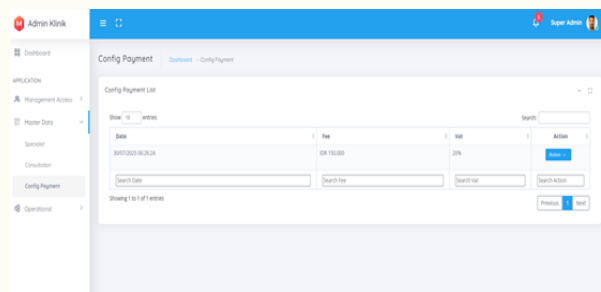 Admin Klinik
Super Admin
Dashboard
APPLICATION
Management Access
Master Data
Specialist
Consultation
Config Payment
Operational
Config Payment
Dashboard - Config Payment
Config Payment List
Show 10 entries
Search:
Date Fee Vat Action
30/07/2025 06:26:24 IDR 150.000 20% Action
Search Date Search Fee Search Vat Search Action
Showing 1 to 1 of 1 entries
Previous 1 Next